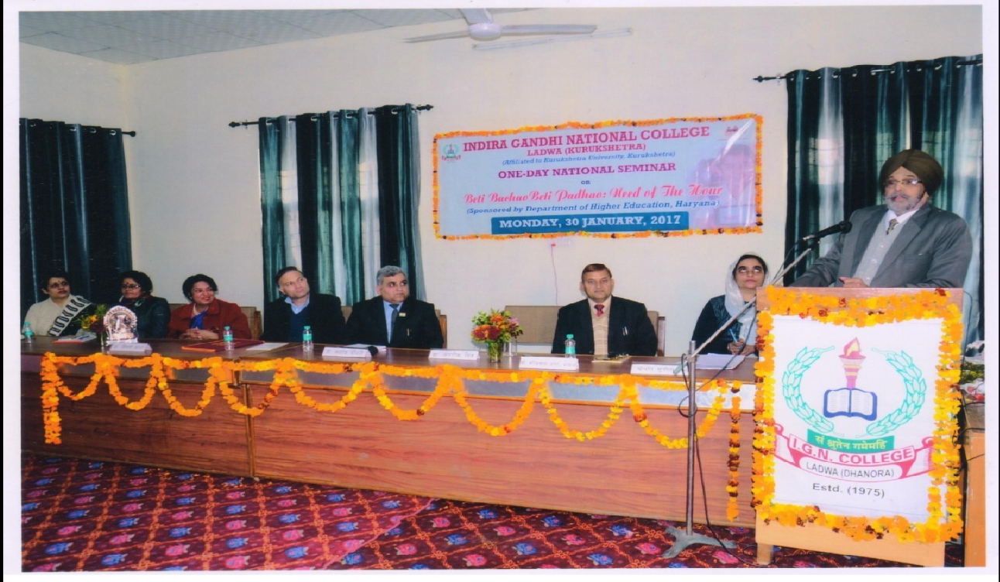 INDIRA GANDHI NATIONAL COLLEGE
LADWA (KURUKSHETRA)
(Affiliated to Kurukshetra University, Kurukshetra)
ONE-DAY NATIONAL SEMINAR
on
Beti Bachao Beti Padhao: Need of The Hour
(Sponsored by Department of Higher Education, Haryana)
MONDAY, 30 JANUARY, 2017
सं श्रुतेन गमेमहि
I.G.N. COLLEGE
LADWA (DHANORA)
Estd. (1975)